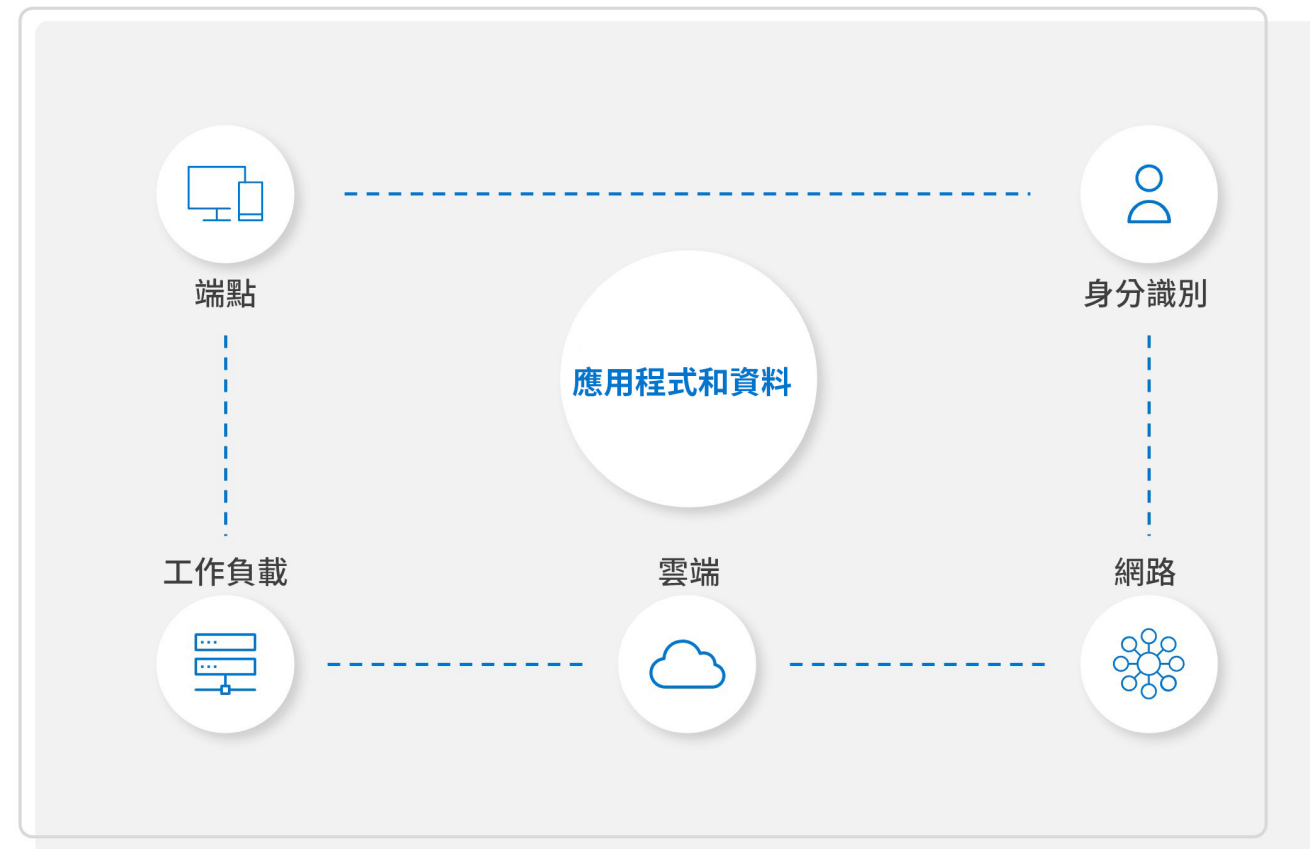 端點
身分識別
應用程式和資料
工作負載
雲端
網路